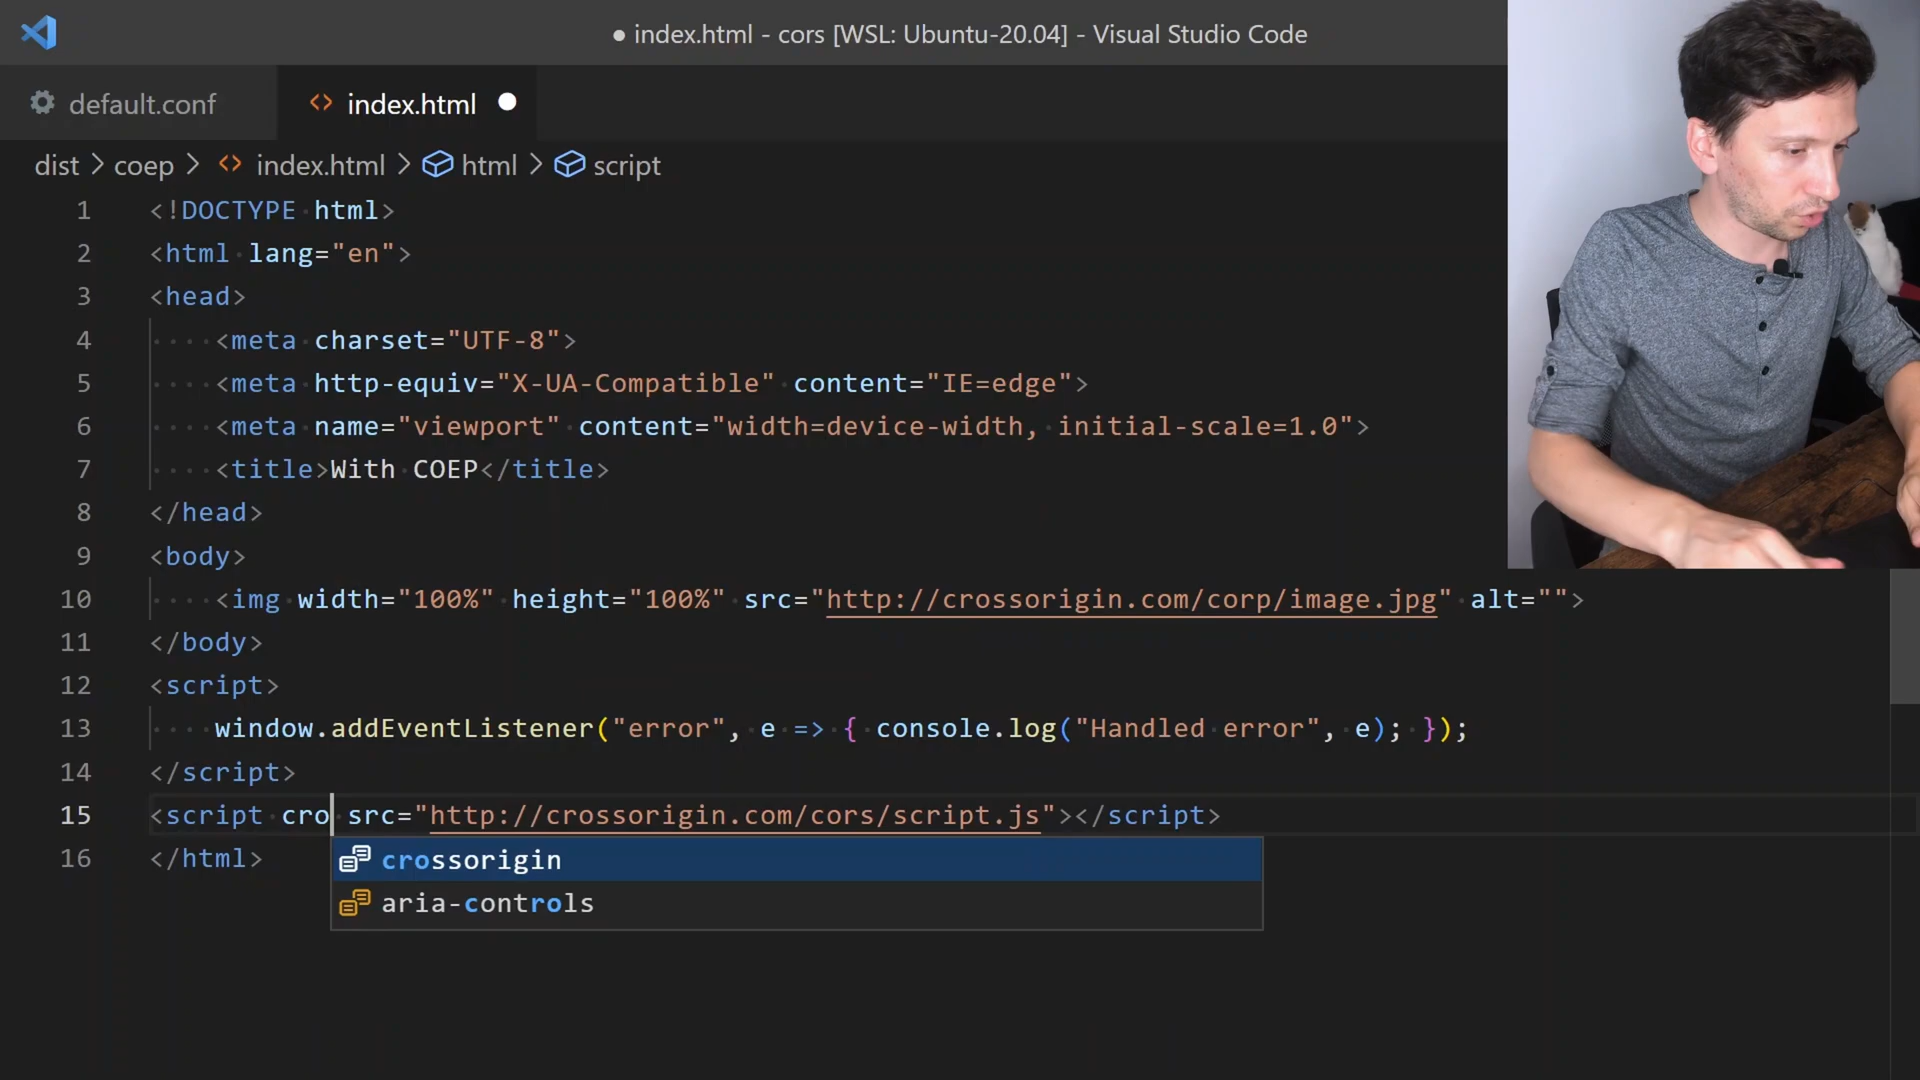 ● index.html - cors [WSL: Ubuntu-20.04] - Visual Studio Code
default.conf
<> index.html ●
dist > coep > <> index.html > html > script
1 <!DOCTYPE html>
2 <html lang="en">
3 <head>
4     <meta charset="UTF-8">
5     <meta http-equiv="X-UA-Compatible" content="IE=edge">
6     <meta name="viewport" content="width=device-width, initial-scale=1.0">
7     <title>With COEP</title>
8 </head>
9 <body>
10     <img width="100%" height="100%" src="http://crossorigin.com/corp/image.jpg" alt="">
11 </body>
12 <script>
13     window.addEventListener("error", e => { console.log("Handled error", e); });
14 </script>
15 <script cro src="http://crossorigin.com/cors/script.js"></script>
16 </html>
crossorigin
aria-controls